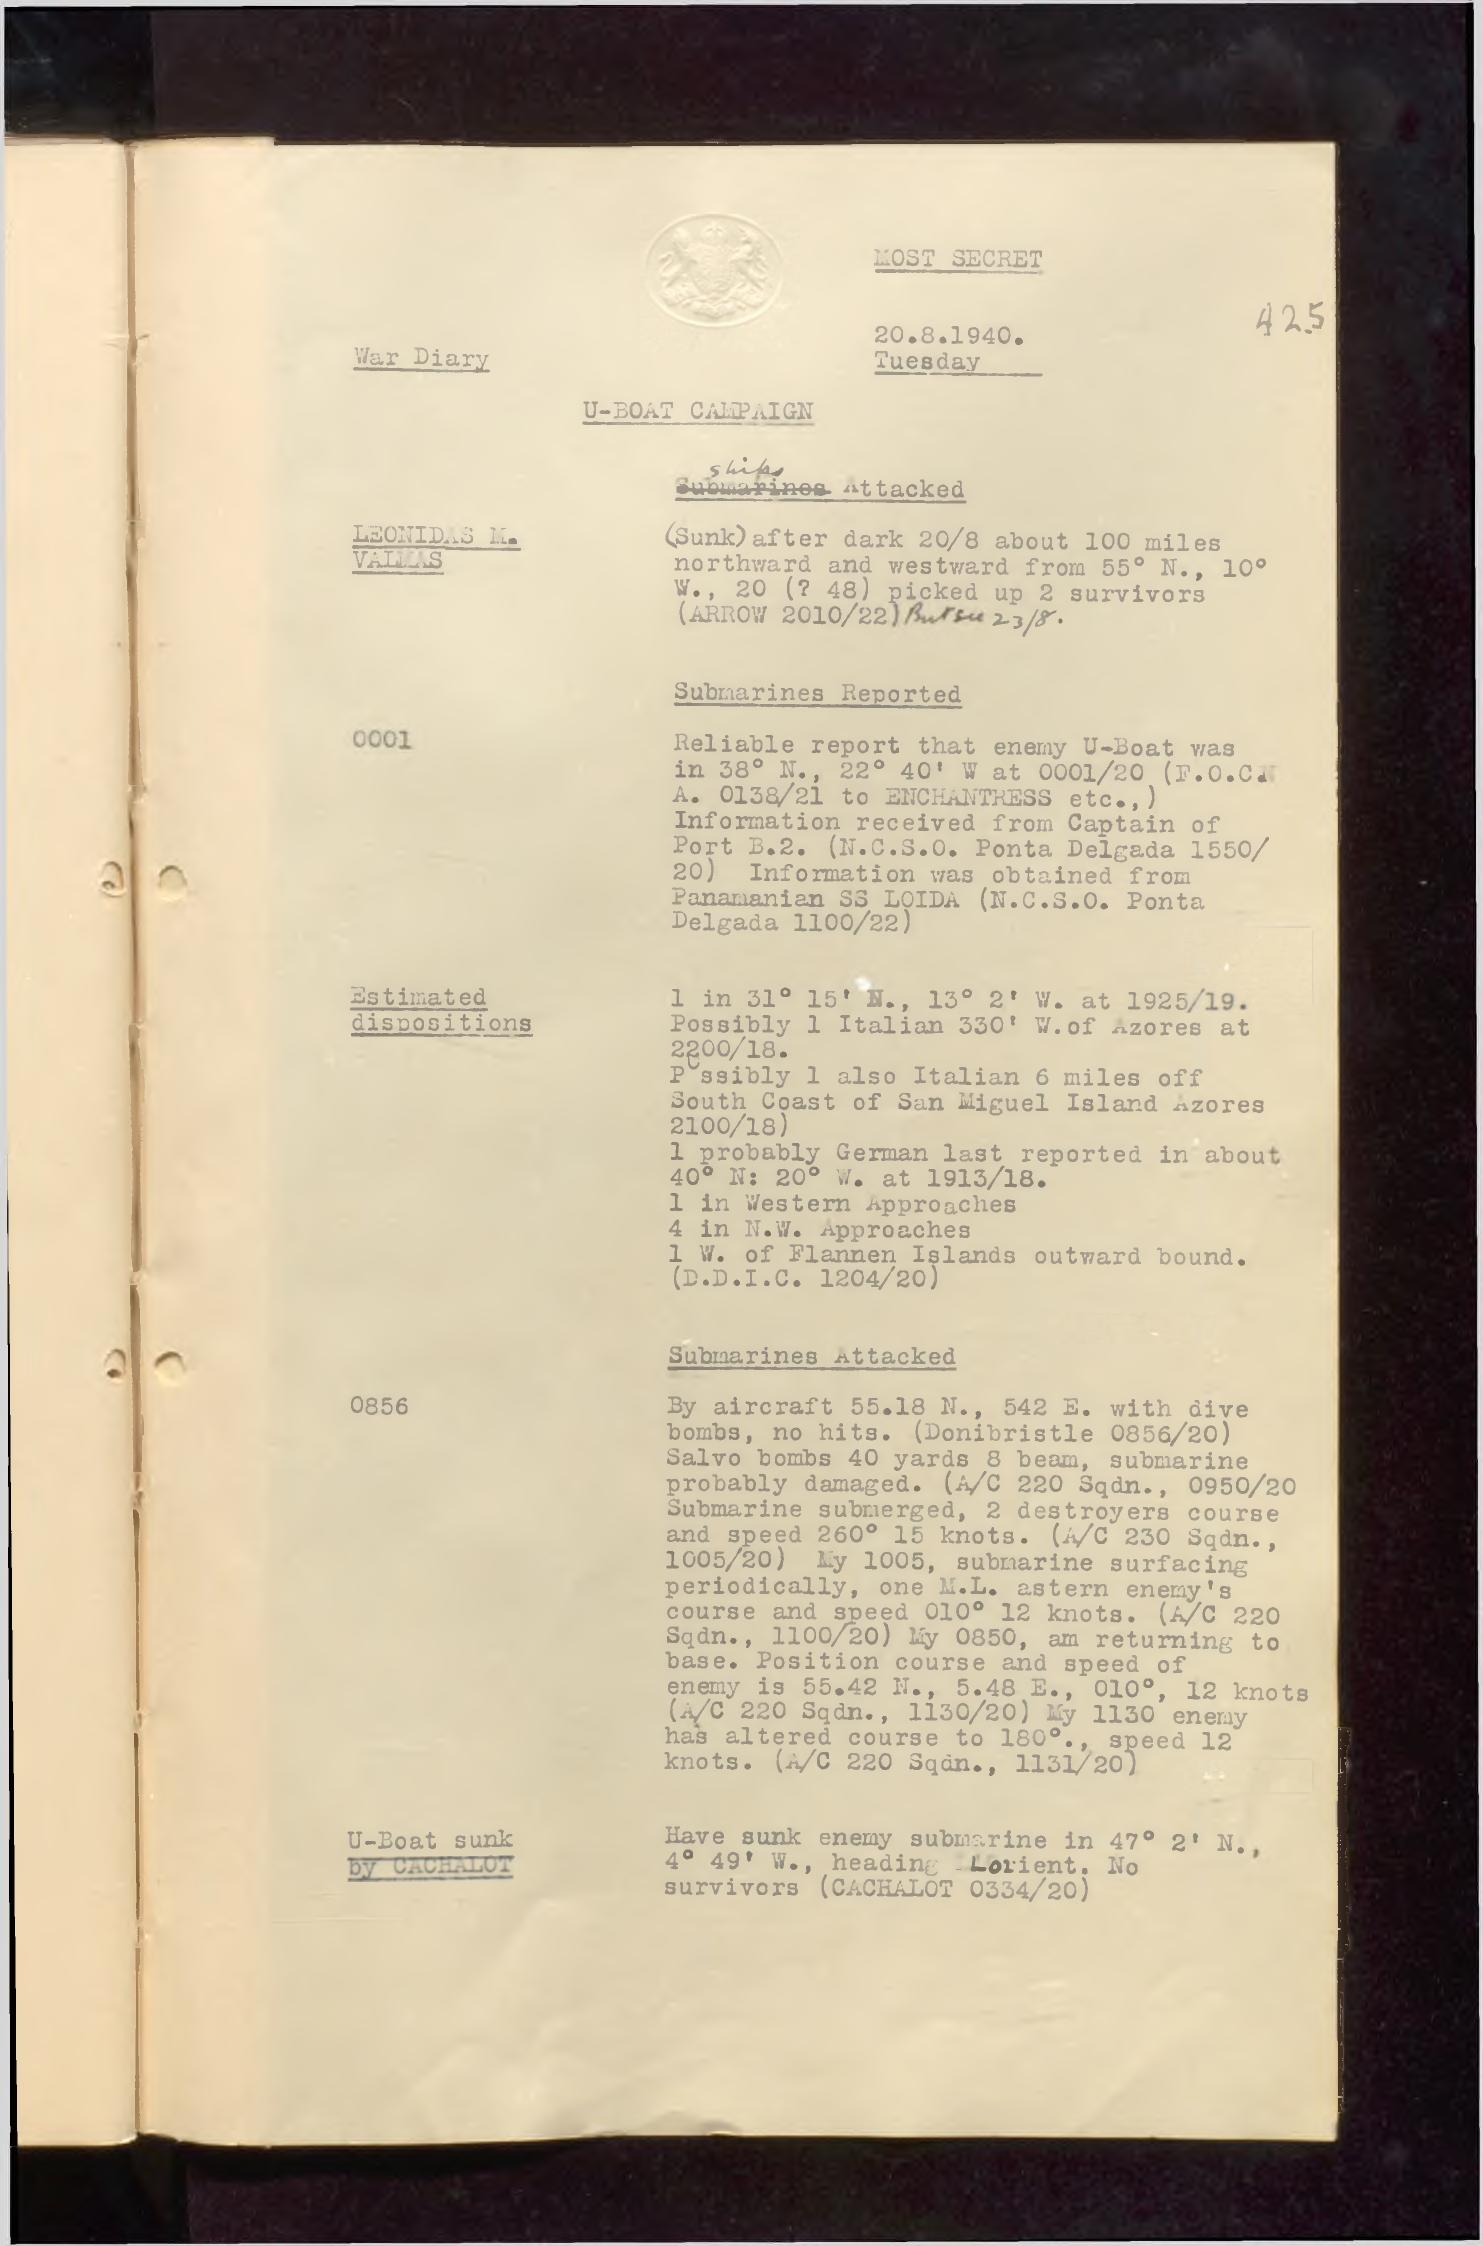 MOST SECRET
425
20.8.1940.
Tuesday
War Diary
U-BOAT CAMPAIGN
ships
Submarines Attacked
LEONIDAS M.
VALMAS
(Sunk) after dark 20/8 about 100 miles
northward and westward from 55° N., 10°
W., 20 (? 48) picked up 2 survivors
(ARROW 2010/22) But see 23/8.
Submarines Reported
0001
Reliable report that enemy U-Boat was
in 38° N., 22° 40' W at 0001/20 (F.O.C.N
A. 0138/21 to ENCHANTRESS etc.,)
Information received from Captain of
Port B.2. (N.C.S.O. Ponta Delgada 1550/
20) Information was obtained from
Panamanian SS LOIDA (N.C.S.O. Ponta
Delgada 1100/22)
Estimated
dispositions
1 in 31° 15' N., 13° 2' W. at 1925/19.
Possibly 1 Italian 330' W.of Azores at
2200/18.
Possibly 1 also Italian 6 miles off
South Coast of San Miguel Island Azores
2100/18)
1 probably German last reported in about
40° N: 20° W. at 1913/18.
1 in Western Approaches
4 in N.W. Approaches
1 W. of Flannen Islands outward bound.
(D.D.I.C. 1204/20)
Submarines Attacked
0856
By aircraft 55.18 N., 542 E. with dive
bombs, no hits. (Donibristle 0856/20)
Salvo bombs 40 yards 8 beam, submarine
probably damaged. (A/C 220 Sqdn., 0950/20
Submarine submerged, 2 destroyers course
and speed 260° 15 knots. (A/C 230 Sqdn.,
1005/20) My 1005, submarine surfacing
periodically, one M.L. astern enemy's
course and speed 010° 12 knots. (A/C 220
Sqdn., 1100/20) My 0850, am returning to
base. Position course and speed of
enemy is 55.42 N., 5.48 E., 010°, 12 knots
(A/C 220 Sqdn., 1130/20) My 1130 enemy
has altered course to 180°., speed 12
knots. (A/C 220 Sqdn., 1131/20)
U-Boat sunk
by CACHALOT
Have sunk enemy submarine in 47° 2' N.,
4° 49' W., heading Lorient. No
survivors (CACHALOT 0334/20)